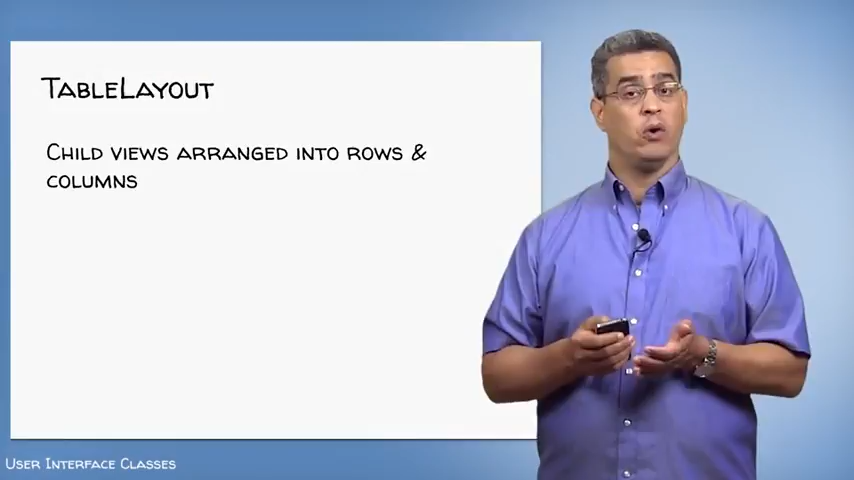 TableLayout
Child views arranged into rows &
columns
User Interface Classes